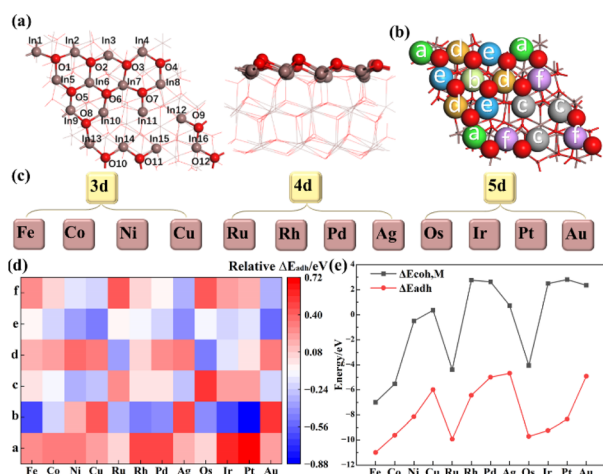 (a)
In1 In2 In3 In4
O1 O2 O3 O4
In5 In6 In7 In8
O5 O6 O7
In12 O9
O8
In9 In10 In11
In13 In14 In15 In16
O10 O11 O12
(b)
a d e a
e b d f
d e c c
a f c f
(c)
3d 4d 5d
Fe Co Ni Cu Ru Rh Pd Ag Os Ir Pt Au
(d) Relative ΔEadh/eV
f
e
d
c
b
a
Fe Co Ni Cu Ru Rh Pd Ag Os Ir Pt Au
0.72
0.40
0.08
−0.24
−0.56
−0.88
(e)
ΔEcoh,M
ΔEadh
Energy/eV
4
2
0
−2
−4
−6
−8
−10
−12
Fe Co Ni Cu Ru Rh Pd Ag Os Ir Pt Au